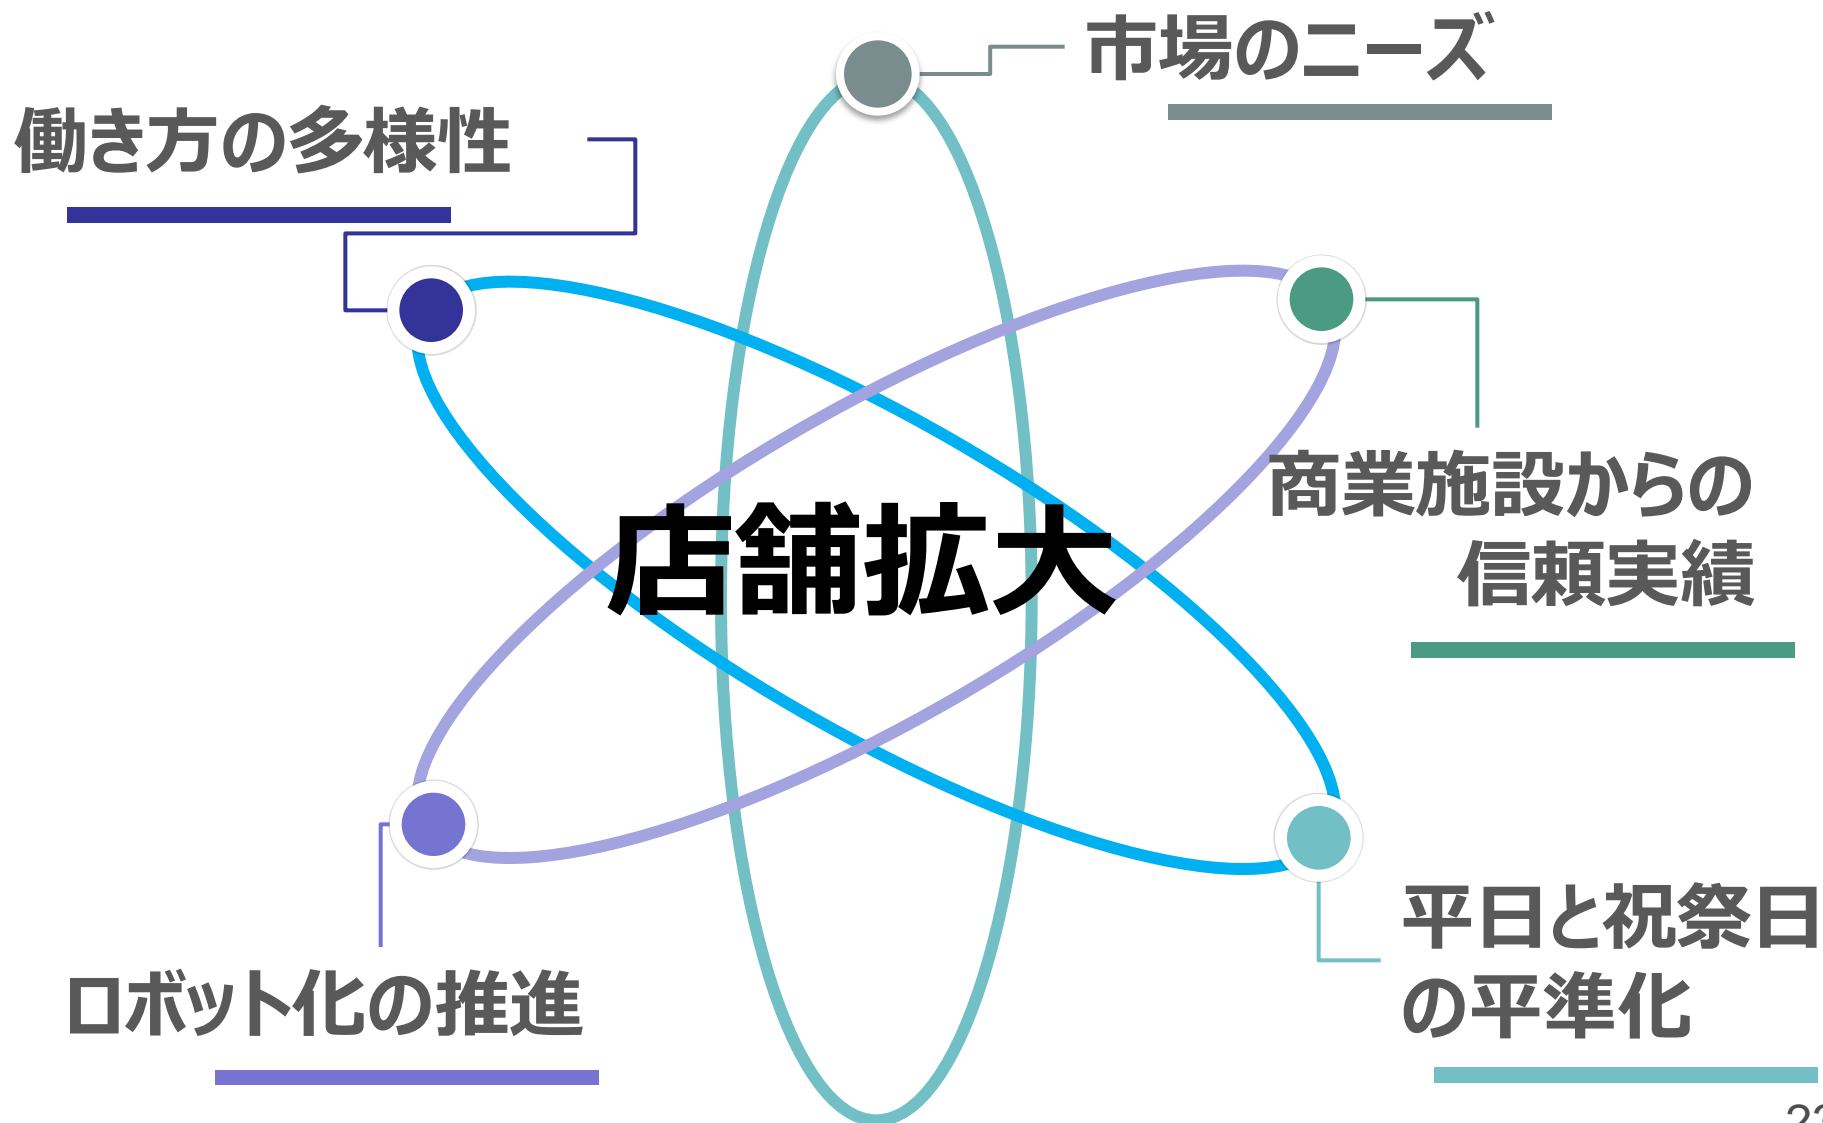 市場のニーズ
働き方の多様性
商業施設からの
信頼実績
店舗拡大
平日と祝祭日
の平準化
ロボット化の推進